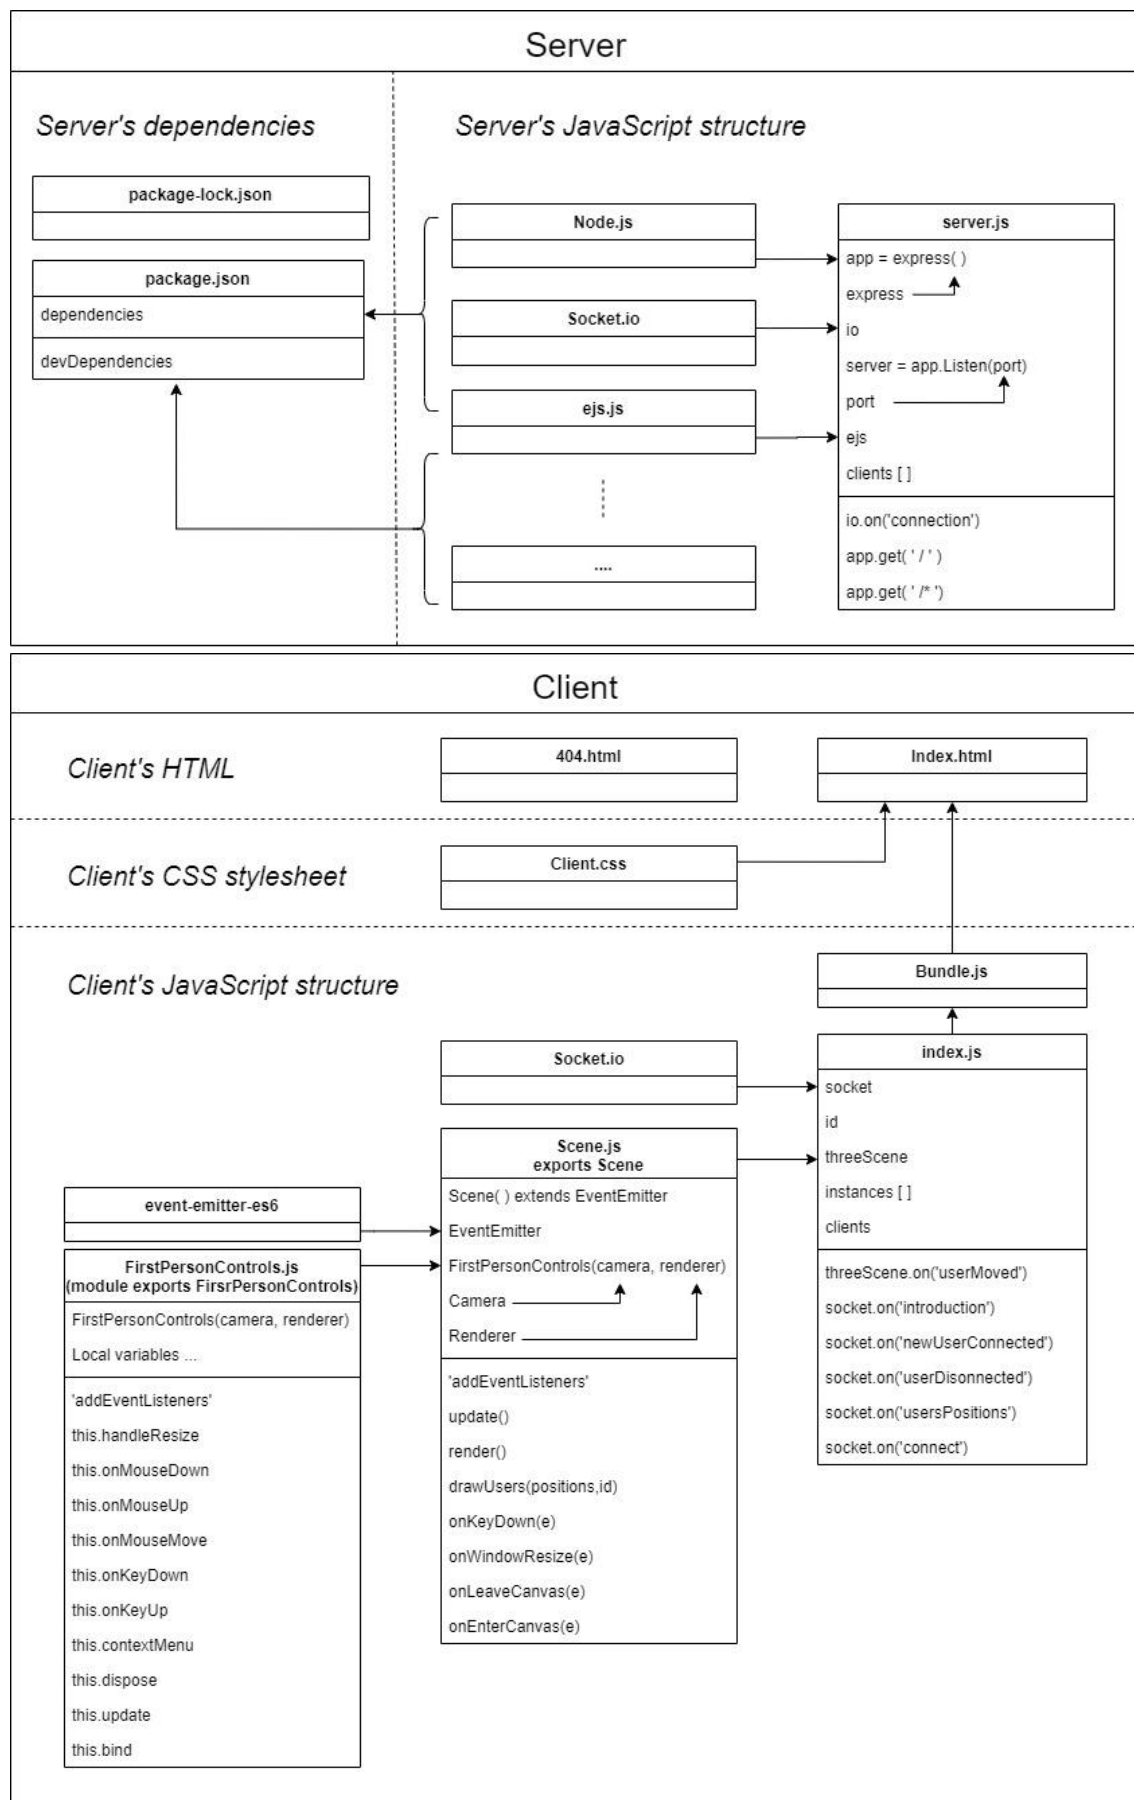 Server
Server's dependencies
Server's JavaScript structure
package-lock.json
package.json
dependencies
devDependencies
Node.js
Socket.io
ejs.js
....
server.js
app = express( )
express
io
server = app.Listen(port)
port
ejs
clients [ ]
io.on('connection')
app.get( ' / ' )
app.get( ' /* ')
Client
Client's HTML
404.html
Index.html
Client's CSS stylesheet
Client.css
Client's JavaScript structure
Bundle.js
Socket.io
index.js
socket
id
threeScene
instances [ ]
clients
threeScene.on('userMoved')
socket.on('introduction')
socket.on('newUserConnected')
socket.on('userDisonnected')
socket.on('usersPositions')
socket.on('connect')
Scene.js
exports Scene
Scene( ) extends EventEmitter
EventEmitter
FirstPersonControls(camera, renderer)
Camera
Renderer
'addEventListeners'
update()
render()
drawUsers(positions,id)
onKeyDown(e)
onWindowResize(e)
onLeaveCanvas(e)
onEnterCanvas(e)
event-emitter-es6
FirstPersonControls.js
(module exports FirsrPersonControls)
FirstPersonControls(camera, renderer)
Local variables ...
'addEventListeners'
this.handleResize
this.onMouseDown
this.onMouseUp
this.onMouseMove
this.onKeyDown
this.onKeyUp
this.contextMenu
this.dispose
this.update
this.bind